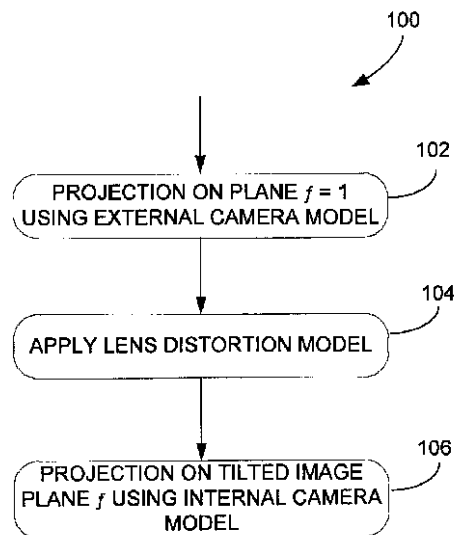 100
102
PROJECTION ON PLANE ƒ = 1
USING EXTERNAL CAMERA MODEL
104
APPLY LENS DISTORTION MODEL
106
PROJECTION ON TILTED IMAGE
PLANE ƒ USING INTERNAL CAMERA
MODEL